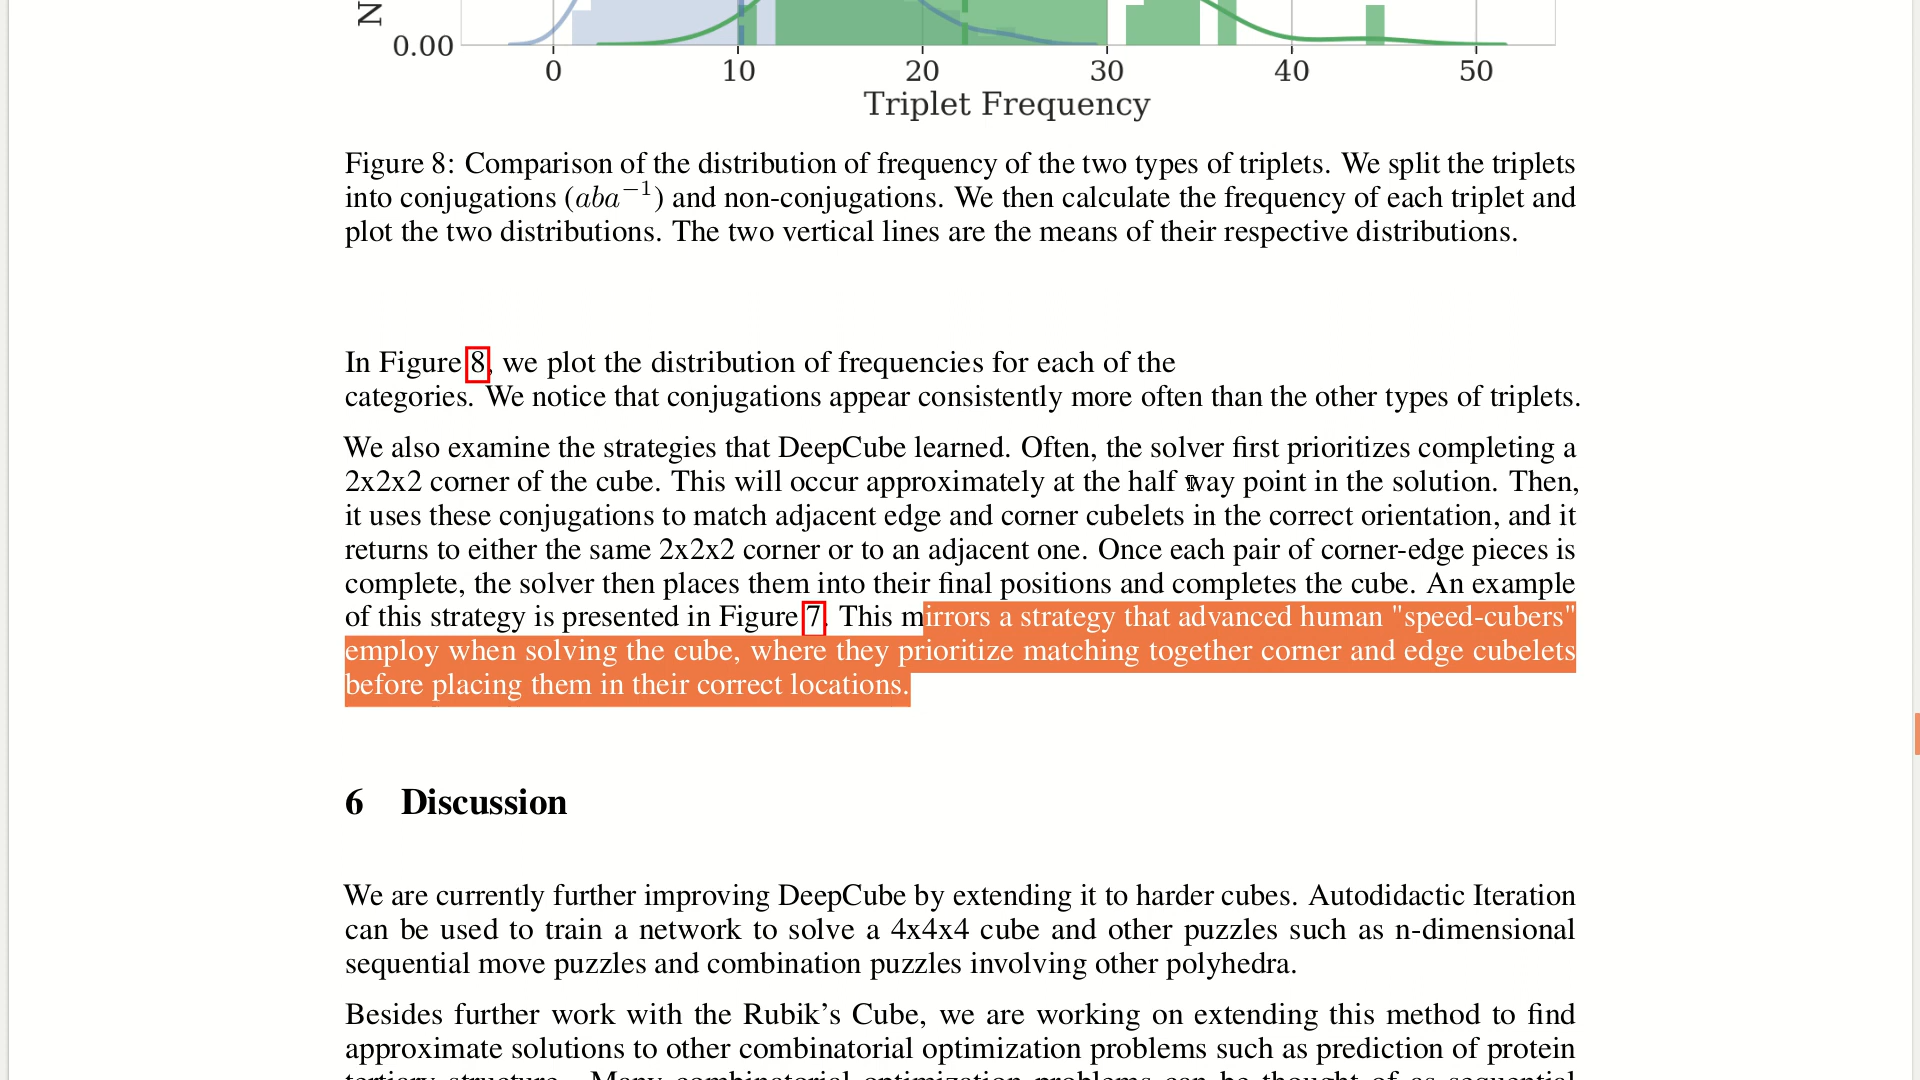 N
0.00
0 10 20 30 40 50
Triplet Frequency
Figure 8: Comparison of the distribution of frequency of the two types of triplets. We split the triplets
into conjugations (aba⁻¹) and non-conjugations. We then calculate the frequency of each triplet and
plot the two distributions. The two vertical lines are the means of their respective distributions.
In Figure 8, we plot the distribution of frequencies for each of the
categories. We notice that conjugations appear consistently more often than the other types of triplets.
We also examine the strategies that DeepCube learned. Often, the solver first prioritizes completing a
2x2x2 corner of the cube. This will occur approximately at the half way point in the solution. Then,
it uses these conjugations to match adjacent edge and corner cubelets in the correct orientation, and it
returns to either the same 2x2x2 corner or to an adjacent one. Once each pair of corner-edge pieces is
complete, the solver then places them into their final positions and completes the cube. An example
of this strategy is presented in Figure 7. This mirrors a strategy that advanced human "speed-cubers"
employ when solving the cube, where they prioritize matching together corner and edge cubelets
before placing them in their correct locations.
6 Discussion
We are currently further improving DeepCube by extending it to harder cubes. Autodidactic Iteration
can be used to train a network to solve a 4x4x4 cube and other puzzles such as n-dimensional
sequential move puzzles and combination puzzles involving other polyhedra.
Besides further work with the Rubik's Cube, we are working on extending this method to find
approximate solutions to other combinatorial optimization problems such as prediction of protein
tertiary structure. Many combinatorial optimization problems can be thought of as sequential